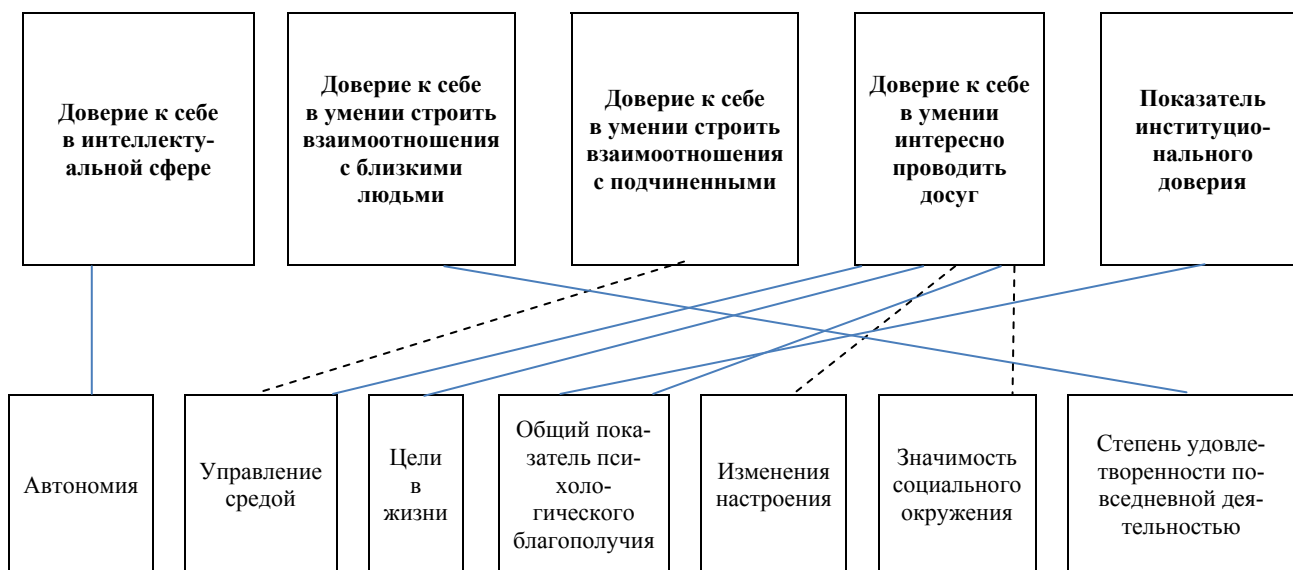 Доверие к себе
в интеллекту-
альной сфере
Доверие к себе
в умении строить
взаимоотношения
с близкими
людьми
Доверие к себе
в умении строить
взаимоотношения
с подчиненными
Доверие к себе
в умении
интересно
проводить
досуг
Показатель
институцио-
нального
доверия
Автономия
Управление
средой
Цели
в
жизни
Общий пока-
затель пси-
холо-
гического
благополучия
Изменения
настроения
Значимость
социального
окружения
Степень удовле-
творенности по-
вседневной дея-
тельностью